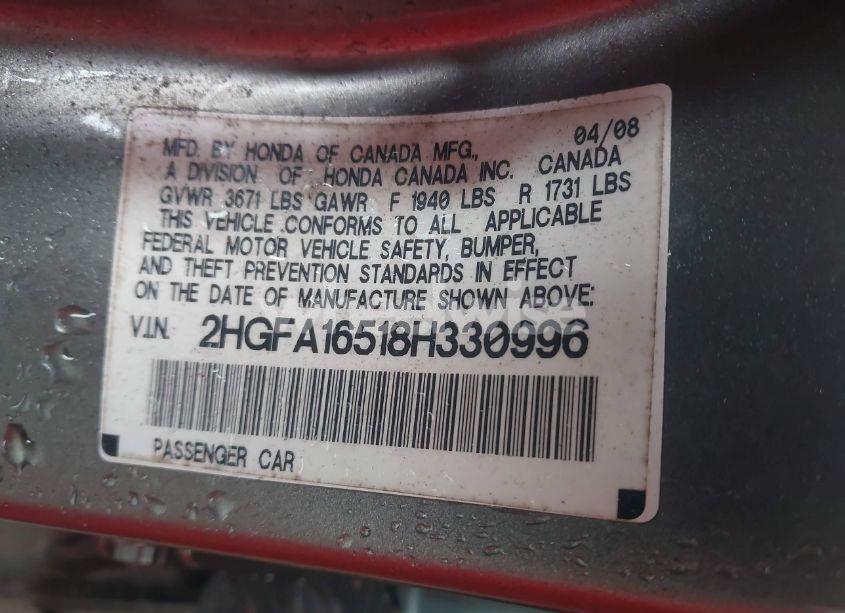 04/08
MFD. BY HONDA OF CANADA MFG.,
A DIVISION OF HONDA CANADA INC. CANADA
GVWR 3671 LBS GAWR F 1940 LBS R 1731 LBS
THIS VEHICLE CONFORMS TO ALL APPLICABLE
FEDERAL MOTOR VEHICLE SAFETY, BUMPER,
AND THEFT PREVENTION STANDARDS IN EFFECT
ON THE DATE OF MANUFACTURE SHOWN ABOVE:
V.I.N. 2HGFA16518H330996
PASSENGER CAR